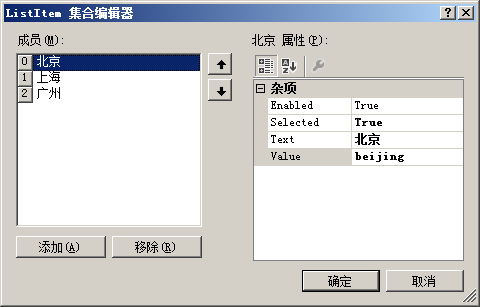 ListItem 集合编辑器
成员(M):
0 北京
1 上海
2 广州
添加(A) 移除(R)
北京 属性(P):
杂项
Enabled True
Selected True
Text 北京
Value beijing
确定 取消